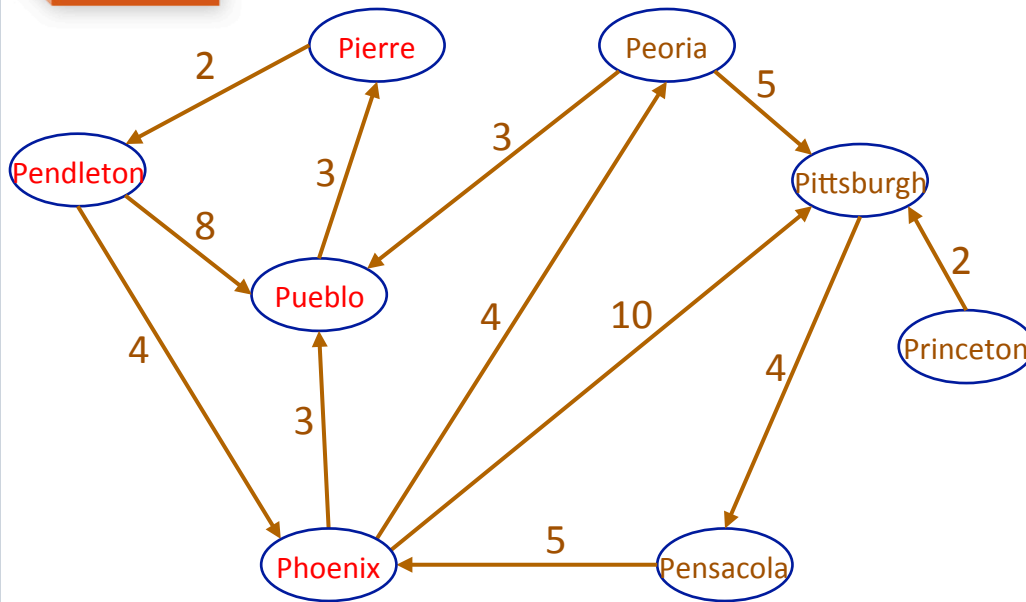 Pierre
Peoria
2
5
3
Pendleton
3
Pittsburgh
8
2
Pueblo
4
10
4
Princeton
4
3
5
Phoenix
Pensacola